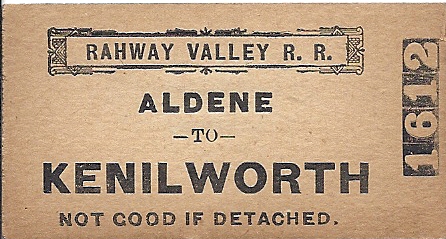 RAHWAY VALLEY R. R.
ALDENE
—TO—
KENILWORTH
NOT GOOD IF DETACHED.
1612